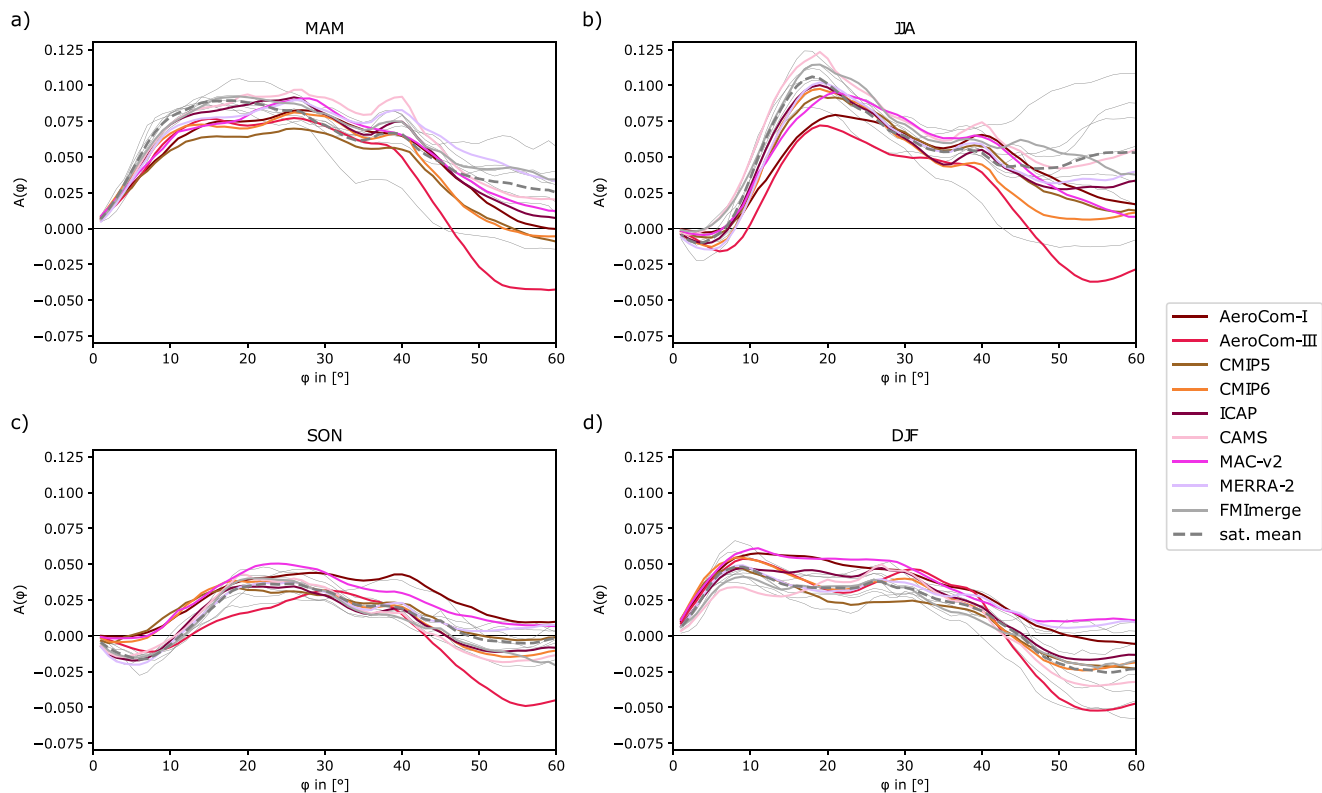 a)
MAM
A(φ)
0.125
0.100
0.075
0.050
0.025
0.000
−0.025
−0.050
−0.075
0 10 20 30 40 50 60
φ in [°]
b)
JJA
A(φ)
0.125
0.100
0.075
0.050
0.025
0.000
−0.025
−0.050
−0.075
0 10 20 30 40 50 60
φ in [°]
c)
SON
A(φ)
0.125
0.100
0.075
0.050
0.025
0.000
−0.025
−0.050
−0.075
0 10 20 30 40 50 60
φ in [°]
d)
DJF
A(φ)
0.125
0.100
0.075
0.050
0.025
0.000
−0.025
−0.050
−0.075
0 10 20 30 40 50 60
φ in [°]
AeroCom-I
AeroCom-III
CMIP5
CMIP6
ICAP
CAMS
MAC-v2
MERRA-2
FMImerge
sat. mean